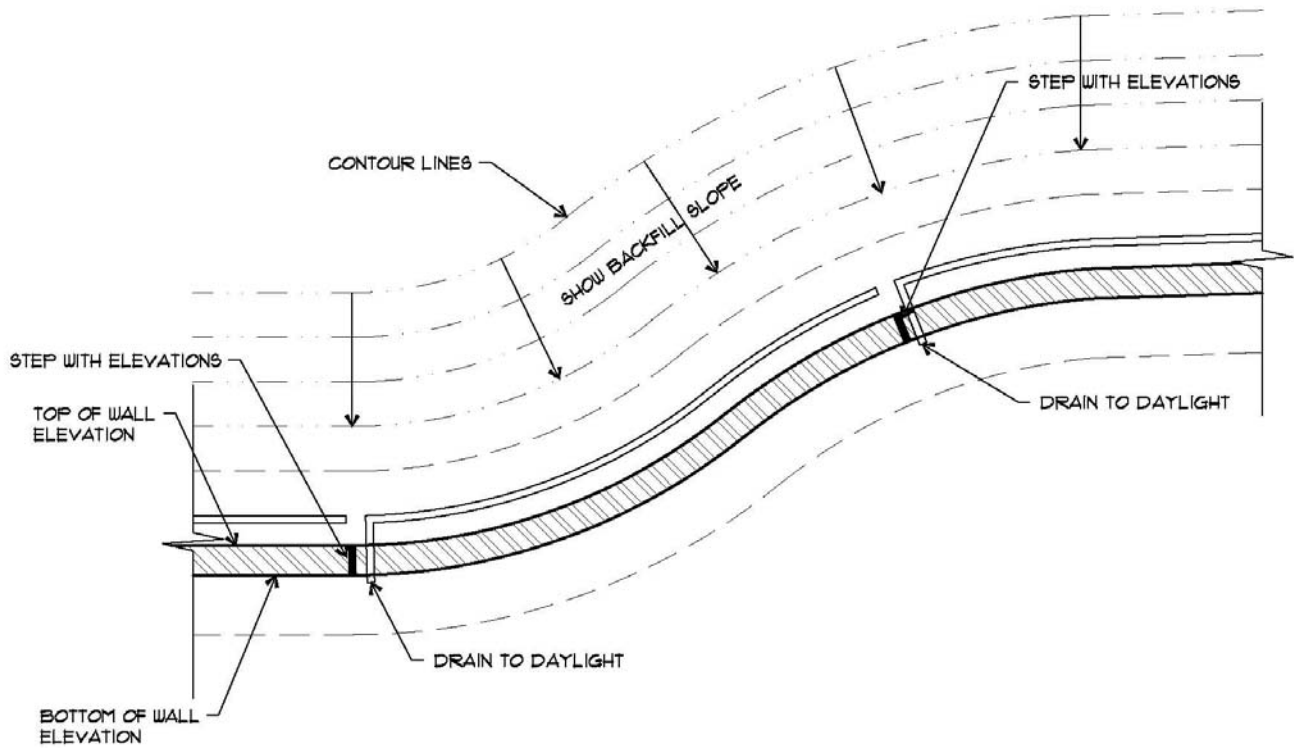 STEP WITH ELEVATIONS
CONTOUR LINES
SHOW BACKFILL SLOPE
STEP WITH ELEVATIONS
TOP OF WALL
ELEVATION
DRAIN TO DAYLIGHT
DRAIN TO DAYLIGHT
BOTTOM OF WALL
ELEVATION